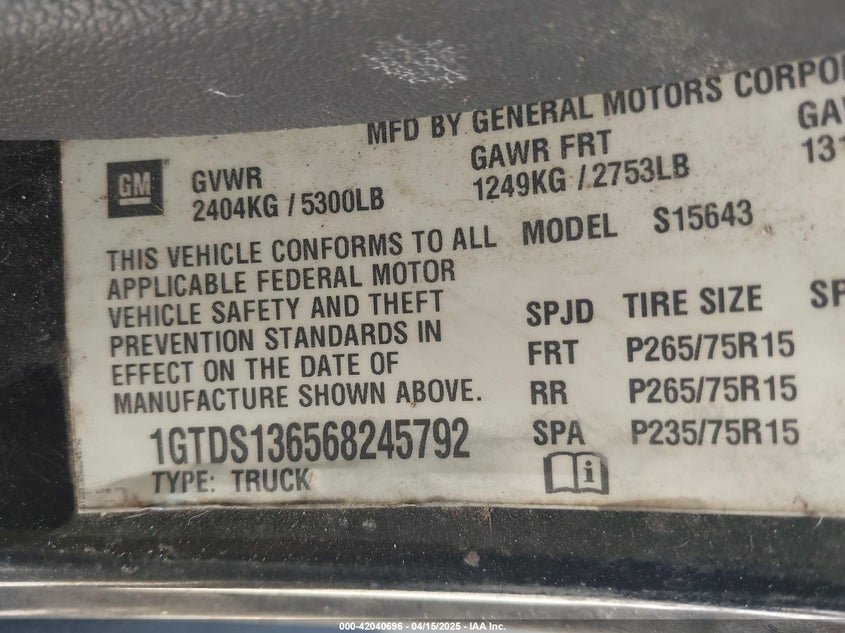 MFD BY GENERAL MOTORS CORPO
GM
GVWR
2404KG / 5300LB
GAWR FRT
1249KG / 2753LB
GA
131
THIS VEHICLE CONFORMS TO ALL
APPLICABLE FEDERAL MOTOR
VEHICLE SAFETY AND THEFT
PREVENTION STANDARDS IN
EFFECT ON THE DATE OF
MANUFACTURE SHOWN ABOVE.
1GTDS136568245792
TYPE: TRUCK
MODEL S15643
SPJD TIRE SIZE SP
FRT P265/75R15
RR P265/75R15
SPA P235/75R15
000-42040696 - 04/15/2025 - IAA Inc.